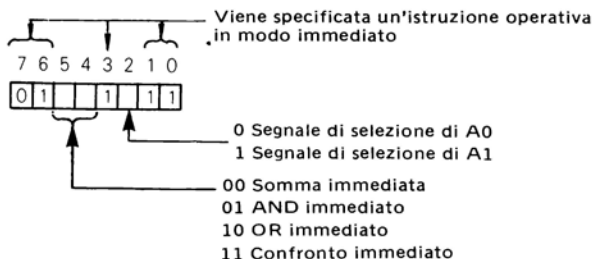 Viene specificata un'istruzione operativa
in modo immediato
7 6 5 4 3 2 1 0
0 1 1 1 1
0 Segnale di selezione di A0
1 Segnale di selezione di A1
00 Somma immediata
01 AND immediato
10 OR immediato
11 Confronto immediato